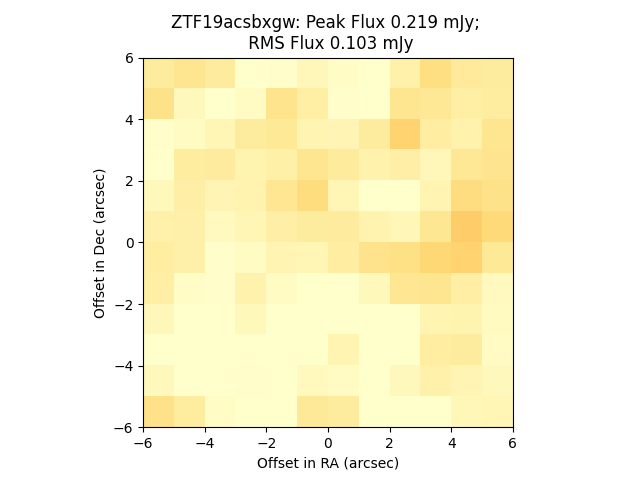 ZTF19acsbxgw: Peak Flux 0.219 mJy;
RMS Flux 0.103 mJy
6
4
2
0
−2
−4
−6
Offset in Dec (arcsec)
−6 −4 −2 0 2 4 6
Offset in RA (arcsec)